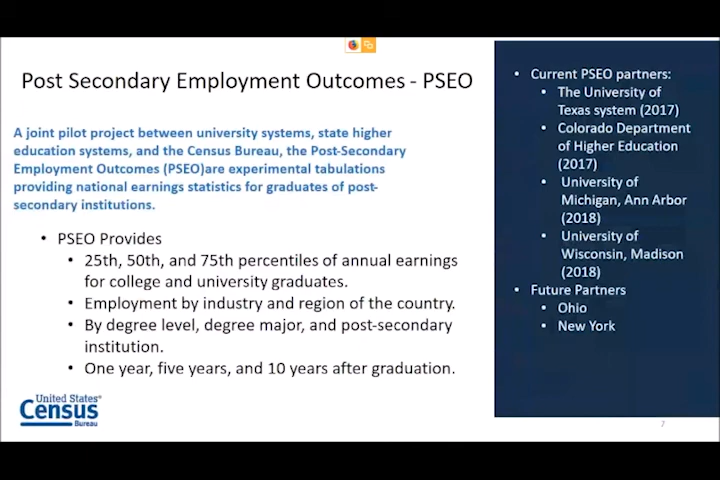 Post Secondary Employment Outcomes - PSEO
A joint pilot project between university systems, state higher
education systems, and the Census Bureau, the Post-Secondary
Employment Outcomes (PSEO)are experimental tabulations
providing national earnings statistics for graduates of post-
secondary institutions.
• PSEO Provides
• 25th, 50th, and 75th percentiles of annual earnings
for college and university graduates.
• Employment by industry and region of the country.
• By degree level, degree major, and post-secondary
institution.
• One year, five years, and 10 years after graduation.
United States®
Census
Bureau
• Current PSEO partners:
• The University of
Texas system (2017)
• Colorado Department
of Higher Education
(2017)
• University of
Michigan, Ann Arbor
(2018)
• University of
Wisconsin, Madison
(2018)
• Future Partners
• Ohio
• New York
7